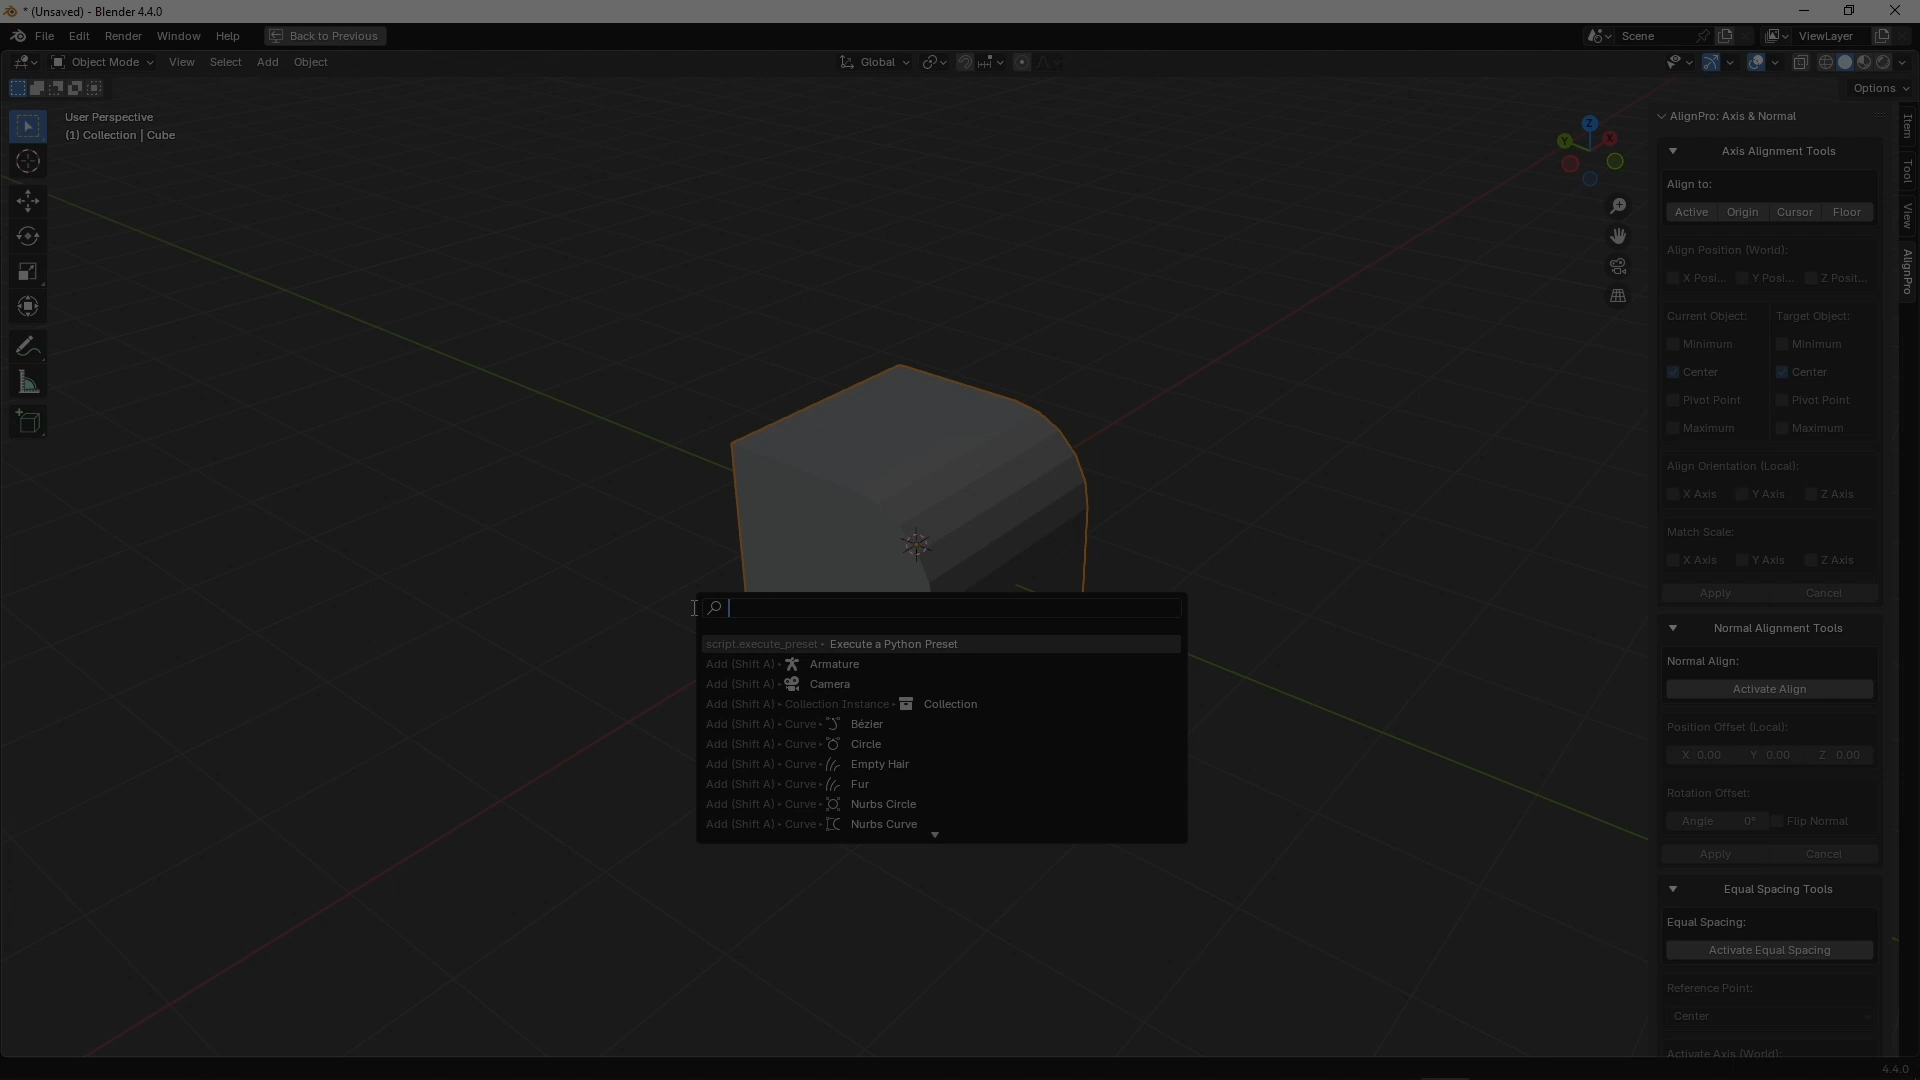 * (Unsaved) - Blender 4.4.0
File Edit Render Window Help Back to Previous Scene ViewLayer
Object Mode View Select Add Object Global
Options
User Perspective
(1) Collection | Cube
Z
Y
X
AlignPro: Axis & Normal
Axis Alignment Tools
Align to:
Active Origin Cursor Floor
Align Position (World):
X Posi... Y Posi... Z Posit...
Current Object: Target Object:
Minimum Minimum
Center Center
Pivot Point Pivot Point
Maximum Maximum
Align Orientation (Local):
X Axis Y Axis Z Axis
Match Scale:
X Axis Y Axis Z Axis
Apply Cancel
Normal Alignment Tools
Normal Align:
Activate Align
Position Offset (Local):
X 0.00 Y 0.00 Z 0.00
Rotation Offset:
Angle 0° Flip Normal
Apply Cancel
Equal Spacing Tools
Equal Spacing:
Activate Equal Spacing
Reference Point:
Center
Activate Axis (World):
Item
Tool
View
AlignPro
script.execute_preset Execute a Python Preset
Add (Shift A) Armature
Add (Shift A) Camera
Add (Shift A) Collection Instance Collection
Add (Shift A) Curve Bézier
Add (Shift A) Curve Circle
Add (Shift A) Curve Empty Hair
Add (Shift A) Curve Fur
Add (Shift A) Curve Nurbs Circle
Add (Shift A) Curve Nurbs Curve
4.4.0